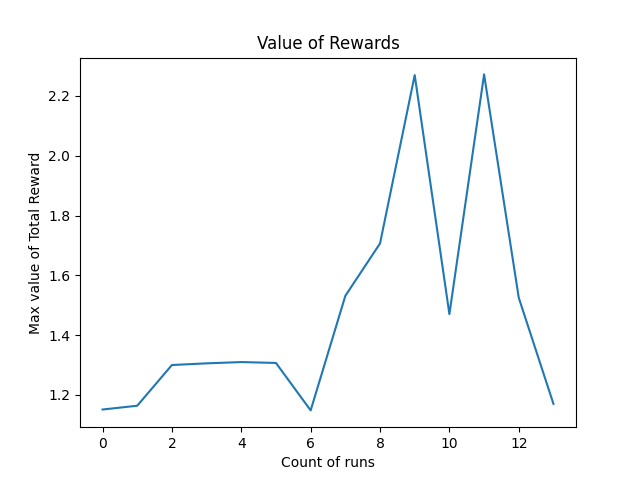 Value of Rewards
Max value of Total Reward
2.2
2.0
1.8
1.6
1.4
1.2
0 2 4 6 8 10 12
Count of runs